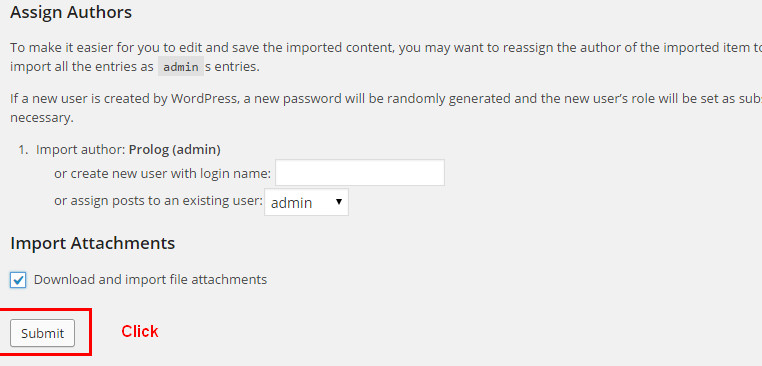 Assign Authors
To make it easier for you to edit and save the imported content, you may want to reassign the author of the imported item
import all the entries as admin s entries.
If a new user is created by WordPress, a new password will be randomly generated and the new user's role will be set as
necessary.
1. Import author: Prolog (admin)
or create new user with login name:
or assign posts to an existing user: admin
Import Attachments
Download and import file attachments
Submit Click